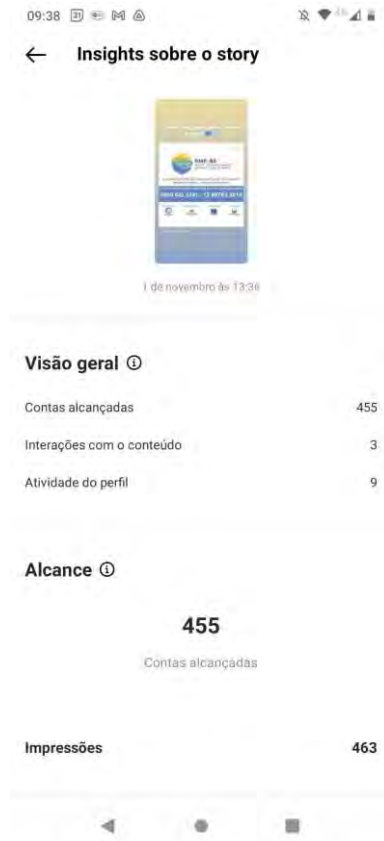 09:38
Insights sobre o story
1 de novembro às 13:36
Visão geral
Contas alcançadas 455
Interações com o conteúdo 3
Atividade do perfil 9
Alcance
455
Contas alcançadas
Impressões 463